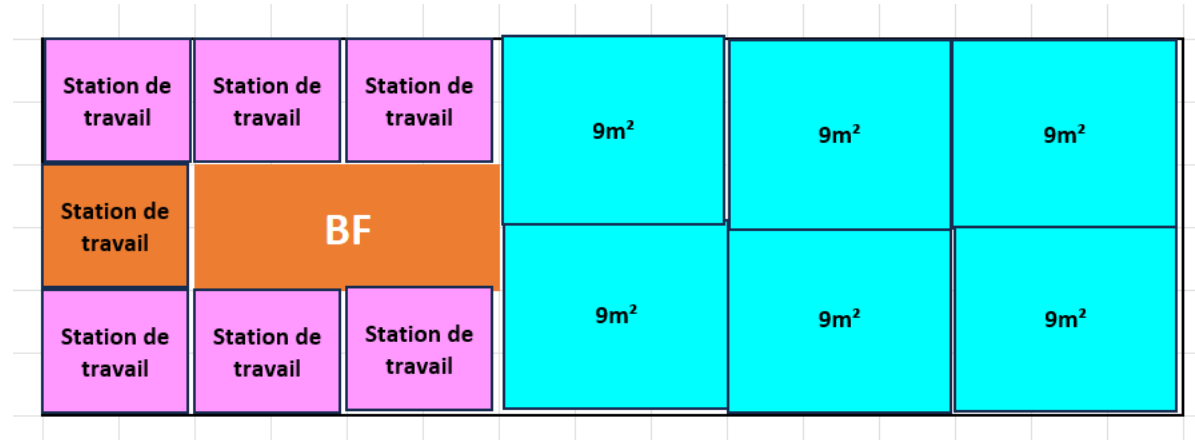 Station de
travail
Station de
travail
Station de
travail
9m²
9m²
9m²
Station de
travail
BF
Station de
travail
Station de
travail
Station de
travail
9m²
9m²
9m²